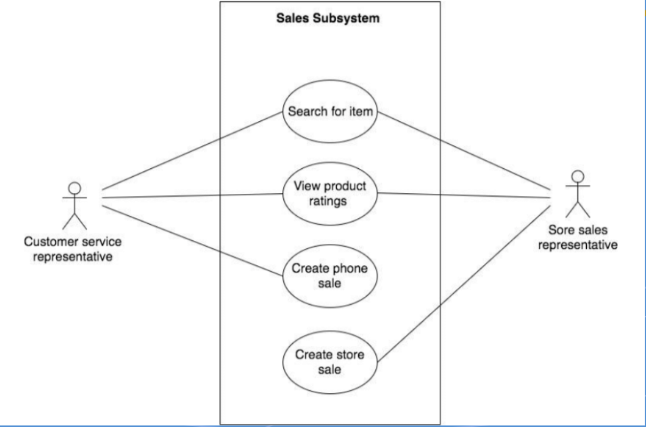 Sales Subsystem
Search for item
View product
ratings
Customer service
representative
Sore sales
representative
Create phone
sale
Create store
sale